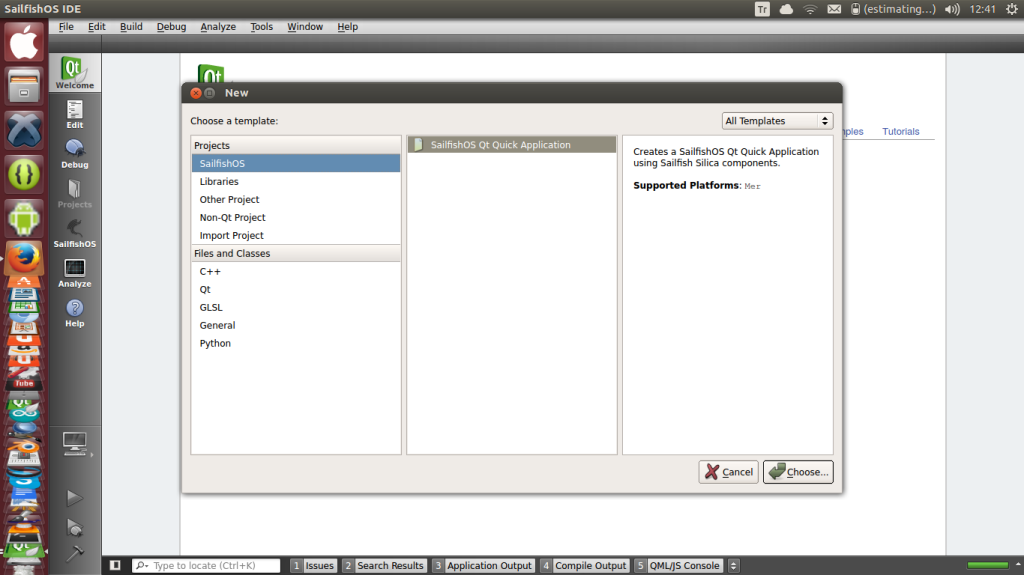 SailfishOS IDE
Tr
(estimating...)
12:41
File Edit Build Debug Analyze Tools Window Help
Qt
Welcome
Edit
Debug
Projects
SailfishOS
Analyze
Help
Qt
mples Tutorials
New
Choose a template:
All Templates
Projects
SailfishOS
Libraries
Other Project
Non-Qt Project
Import Project
Files and Classes
C++
Qt
GLSL
General
Python
SailfishOS Qt Quick Application
Creates a SailfishOS Qt Quick Application
using Sailfish Silica components.
Supported Platforms: Mer
Cancel
Choose...
Tube
Type to locate (Ctrl+K)
1 Issues
2 Search Results
3 Application Output
4 Compile Output
5 QML/JS Console